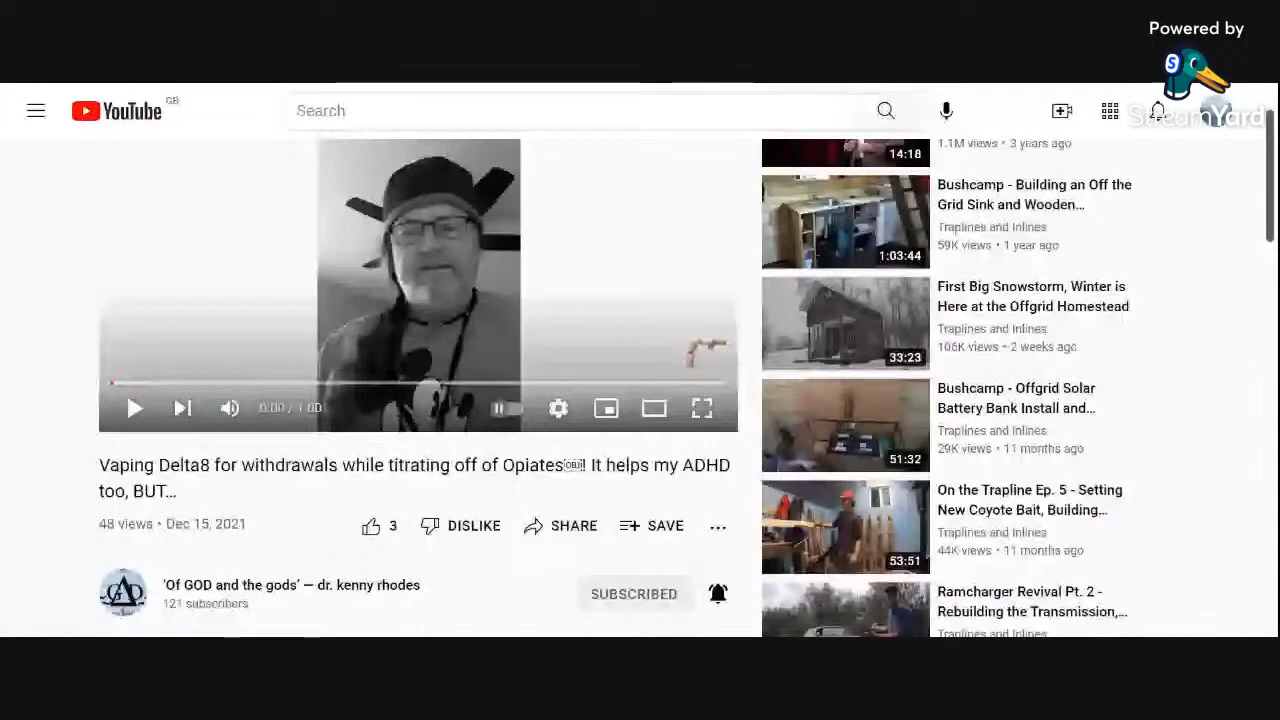 Powered by
StreamYard
YouTube GB
Search
14:18
1.1M views • 3 years ago
Bushcamp - Building an Off the
Grid Sink and Wooden...
Traplines and Inlines
59K views • 1 year ago
1:03:44
First Big Snowstorm, Winter is
Here at the Offgrid Homestead
Traplines and Inlines
106K views • 2 weeks ago
33:23
Bushcamp - Offgrid Solar
Battery Bank Install and...
Traplines and Inlines
29K views • 11 months ago
51:32
On the Trapline Ep. 5 - Setting
New Coyote Bait, Building...
Traplines and Inlines
44K views • 11 months ago
53:51
Ramcharger Revival Pt. 2 -
Rebuilding the Transmission,...
Traplines and Inlines
0:00 / 1:00
Vaping Delta8 for withdrawals while titrating off of Opiates￼! It helps my ADHD
too, BUT...
48 views • Dec 15, 2021
3 DISLIKE SHARE SAVE
'Of GOD and the gods' — dr. kenny rhodes
121 subscribers
SUBSCRIBED